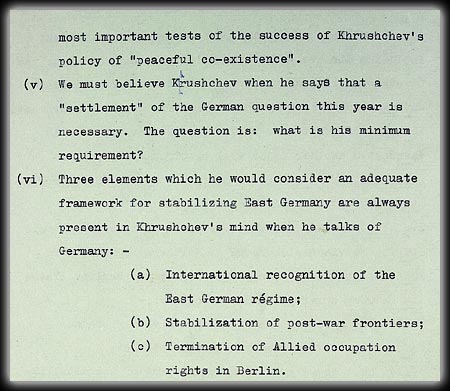 most important tests of the success of Khrushchev's
policy of "peaceful co-existence".
(v) We must believe Krushchev when he says that a
"settlement" of the German question this year is
necessary. The question is: what is his minimum
requirement?
(vi) Three elements which he would consider an adequate
framework for stabilizing East Germany are always
present in Khrushchev's mind when he talks of
Germany: -
(a) International recognition of the
East German régime;
(b) Stabilization of post-war frontiers;
(c) Termination of Allied occupation
rights in Berlin.